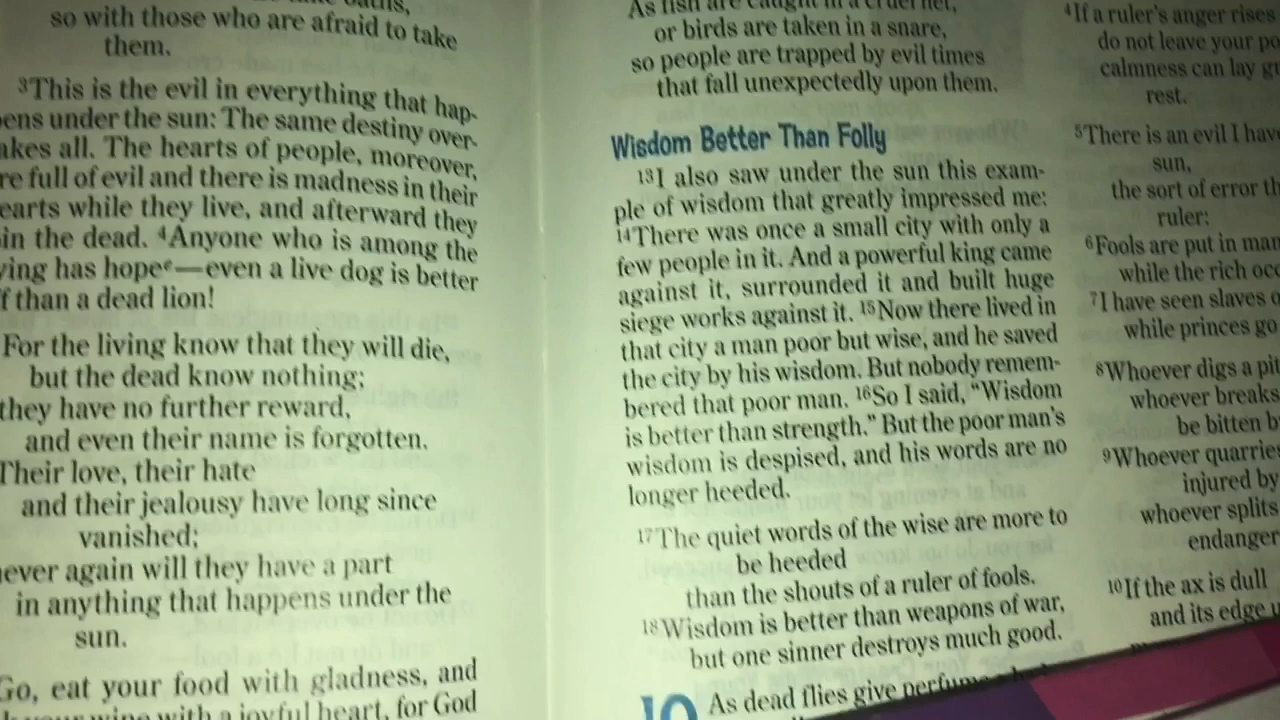 so with those who are afraid to take
them.
3This is the evil in everything that hap-
pens under the sun: The same destiny over-
akes all. The hearts of people, moreover,
re full of evil and there is madness in their
earts while they live, and afterward they
in the dead. 4Anyone who is among the
ving has hopee—even a live dog is better
f than a dead lion!
For the living know that they will die,
but the dead know nothing;
they have no further reward,
and even their name is forgotten.
Their love, their hate
and their jealousy have long since
vanished;
never again will they have a part
in anything that happens under the
sun.
Go, eat your food with gladness, and
wine with a joyful heart, for God
As fish are caught in a cruel net,
or birds are taken in a snare,
so people are trapped by evil times
that fall unexpectedly upon them.
Wisdom Better Than Folly
13I also saw under the sun this exam-
ple of wisdom that greatly impressed me:
14There was once a small city with only a
few people in it. And a powerful king came
against it, surrounded it and built huge
siege works against it. 15Now there lived in
that city a man poor but wise, and he saved
the city by his wisdom. But nobody remem-
bered that poor man. 16So I said, “Wisdom
is better than strength.” But the poor man's
wisdom is despised, and his words are no
longer heeded.
17The quiet words of the wise are more to
be heeded
than the shouts of a ruler of fools.
18Wisdom is better than weapons of war,
but one sinner destroys much good.
10 As dead flies give perfume
4If a ruler's anger rises
do not leave your po
calmness can lay gr
rest.
5There is an evil I have
sun,
the sort of error th
ruler:
6Fools are put in man
while the rich occ
7I have seen slaves o
while princes go
8Whoever digs a pit
whoever breaks
be bitten b
9Whoever quarries
injured by
whoever splits
endanger
10If the ax is dull
and its edge u